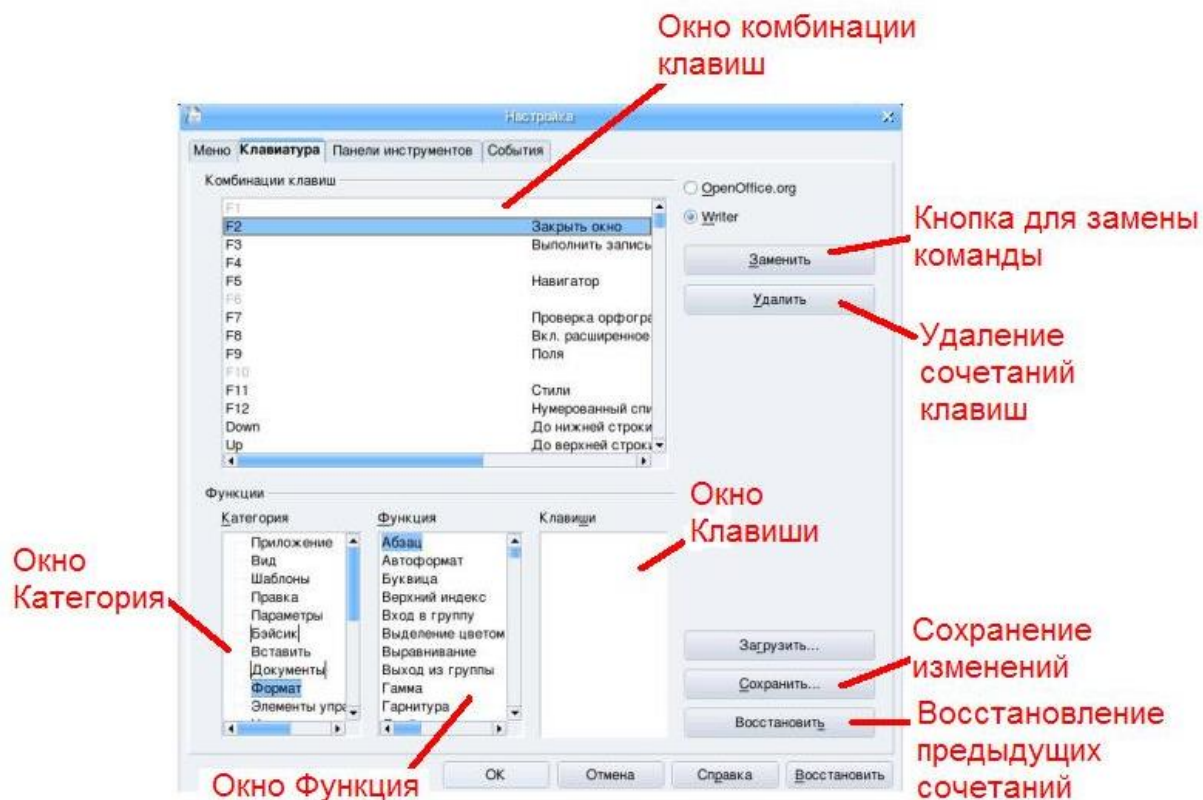 Окно комбинации
клавиш
Настройка
Меню Клавиатура Панели инструментов События
Комбинации клавиш
F1
F2 Закрыть окно
F3 Выполнить запись
F4
F5 Навигатор
F6
F7 Проверка орфогра
F8 Вкл. расширенное
F9 Поля
F10
F11 Стили
F12 Нумерованный спи
Down До нижней строки
Up До верхней строки
OpenOffice.org
Writer
Заменить
Удалить
Кнопка для замены
команды
Удаление
сочетаний
клавиш
Функции
Категория
Приложение
Вид
Шаблоны
Правка
Параметры
Бэйсик
Вставить
Документы
Формат
Элементы упра
Функция
Абзац
Автоформат
Буквица
Верхний индекс
Вход в группу
Выделение цветом
Выравнивание
Выход из группы
Гамма
Гарнитура
Клавиши
Окно
Клавиши
Окно
Категория
Окно Функция
Загрузить...
Сохранить...
Восстановить
Сохранение
изменений
Восстановление
предыдущих
сочетаний
ОК Отмена Справка Восстановить